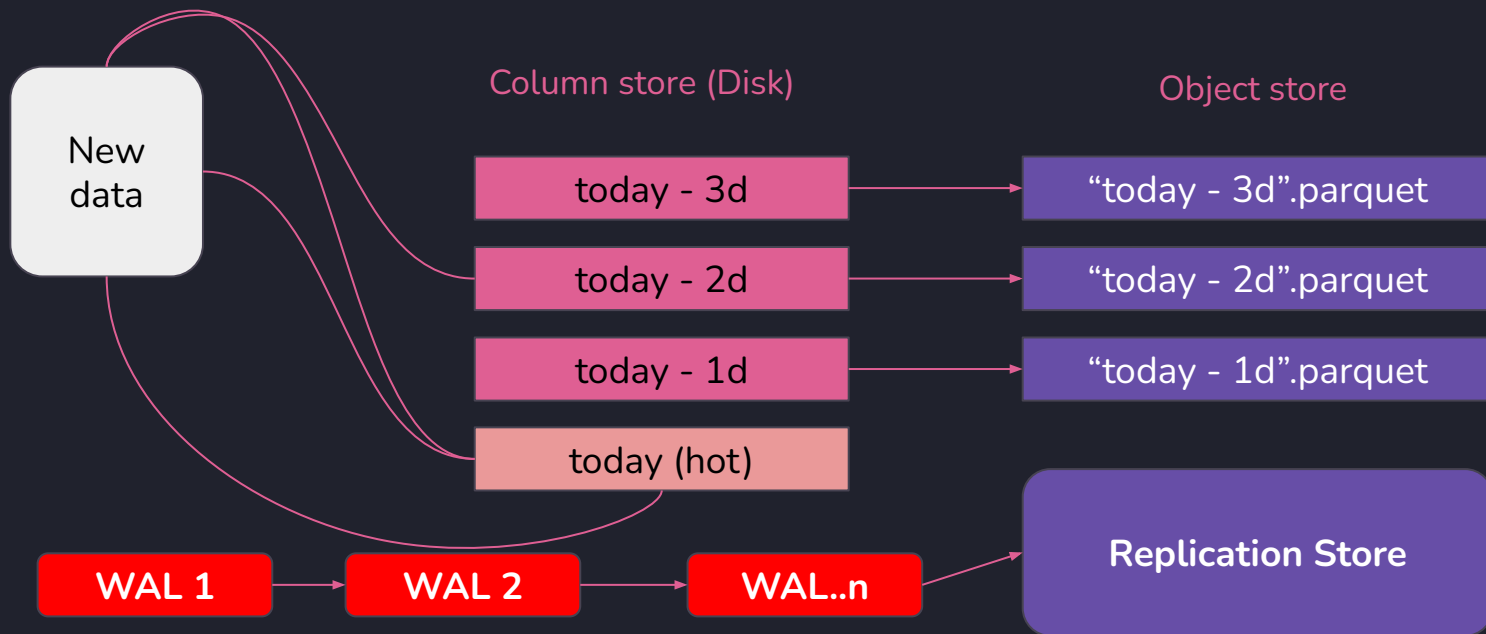 Column store (Disk)
Object store
New
data
today - 3d
“today - 3d”.parquet
today - 2d
“today - 2d”.parquet
today - 1d
“today - 1d”.parquet
today (hot)
Replication Store
WAL 1
WAL 2
WAL..n